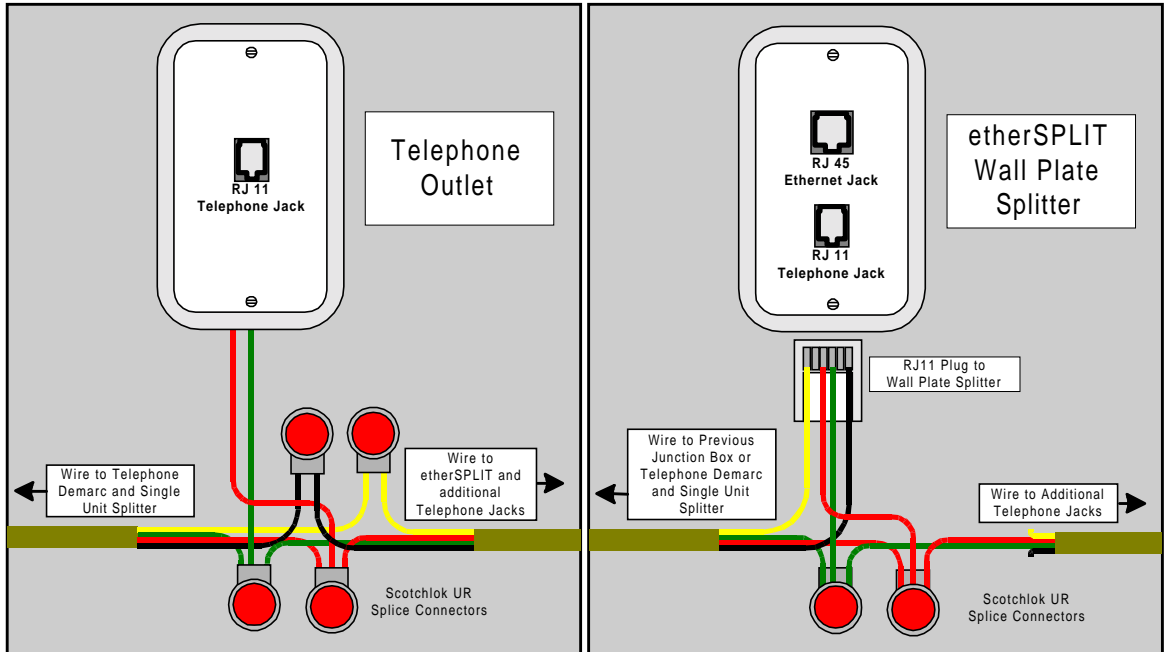 RJ 11
Telephone Jack
Telephone
Outlet
Wire to Telephone
Demarc and Single
Unit Splitter
Wire to
etherSPLIT and
additional
Telephone Jacks
Scotchlok UR
Splice Connectors
RJ 45
Ethernet Jack
RJ 11
Telephone Jack
etherSPLIT
Wall Plate
Splitter
RJ11 Plug to
Wall Plate Splitter
Wire to Previous
Junction Box or
Telephone Demarc
and Single Unit
Splitter
Wire to Additional
Telephone Jacks
Scotchlok UR
Splice Connectors